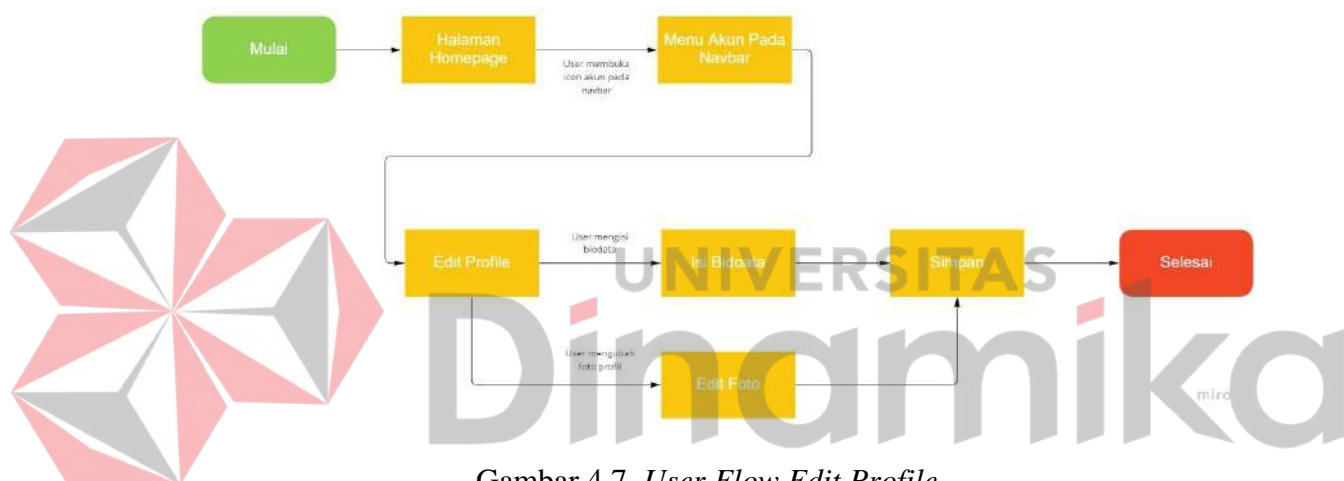 Mulai
Halaman
Homepage
User membuka
icon akun pada
navbar
Menu Akun Pada
Navbar
Edit Profile
User mengisi
biodata
Isi Bidoata
Simpan
Selesai
User mengubah
foto profil
Edit Foto
UNIVERSITAS
Dinamika
miro
Gambar 4.7 User Flow Edit Profile